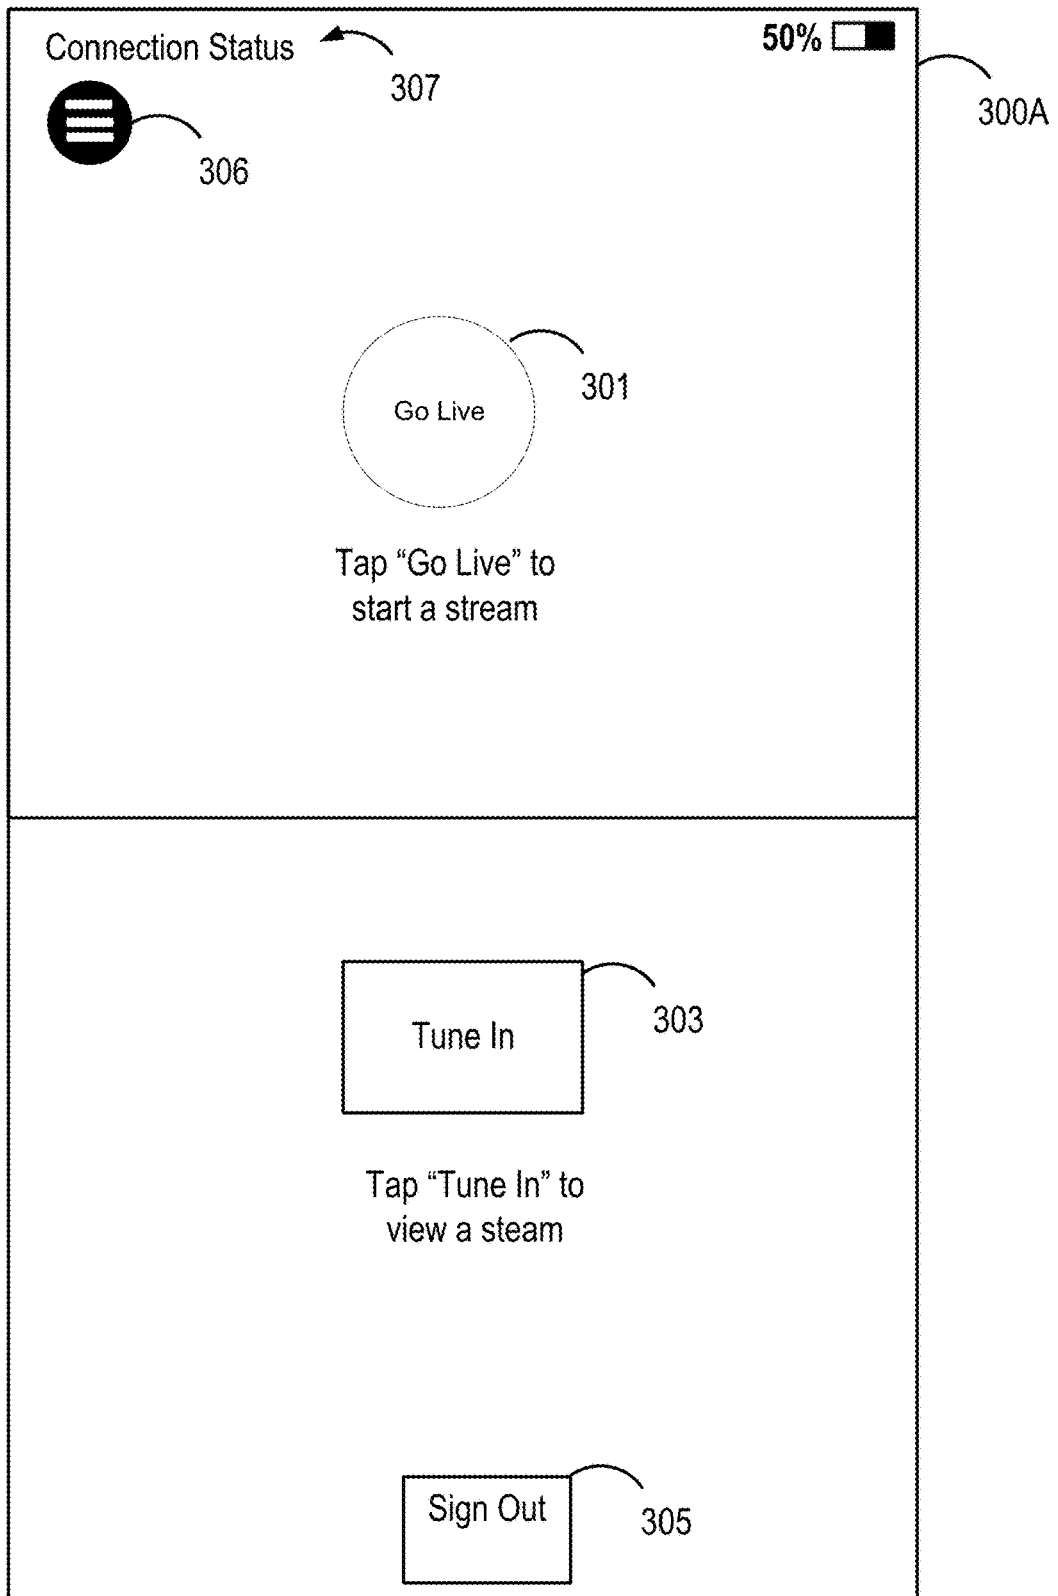 Connection Status
50%
307
300A
306
301
Go Live
Tap “Go Live” to
start a stream
303
Tune In
Tap “Tune In” to
view a steam
Sign Out
305